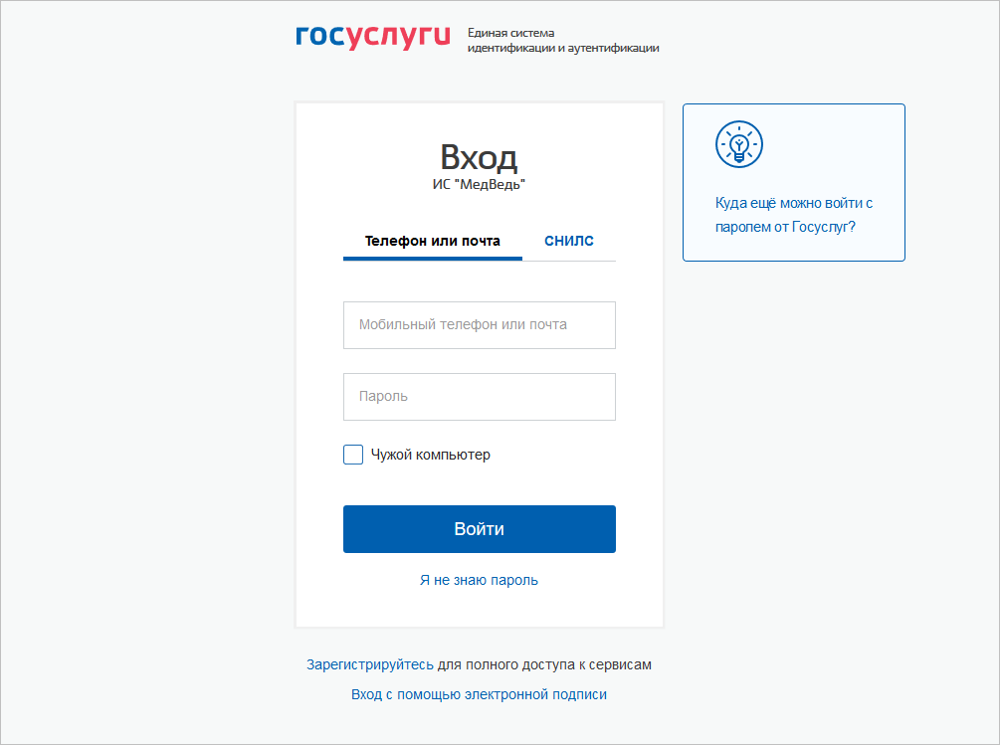 госуслуги
Единая система
идентификации и аутентификации
Вход
ИС "МедВедь"
Телефон или почта
СНИЛС
Мобильный телефон или почта
Пароль
Чужой компьютер
Войти
Я не знаю пароль
Куда ещё можно войти с
паролем от Госуслуг?
Зарегистрируйтесь для полного доступа к сервисам
Вход с помощью электронной подписи